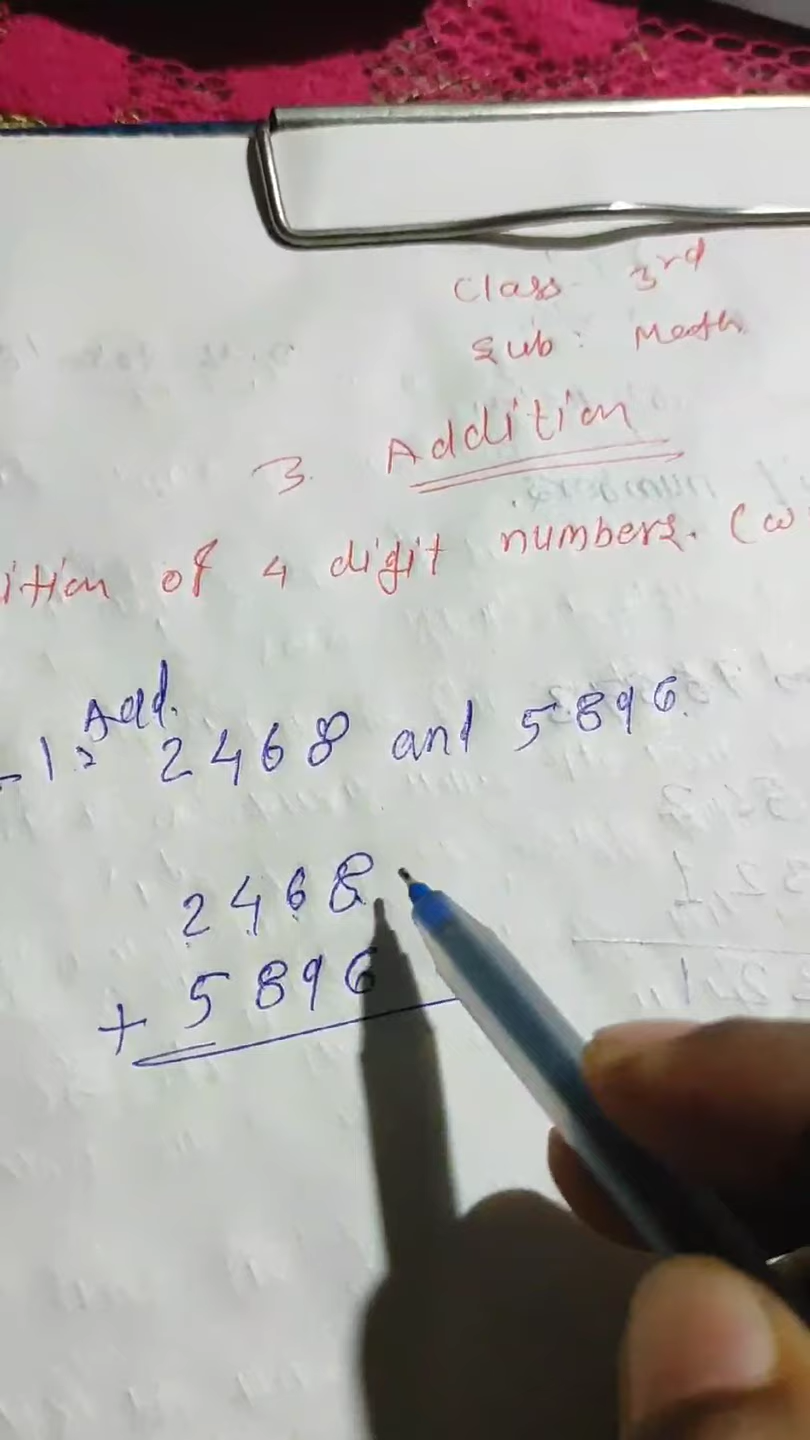 Class 3rd
Sub: Math
3. Addition
ition of 4 digit numbers. (w
1. Add.
2468 and 5896.
2468
+ 5896